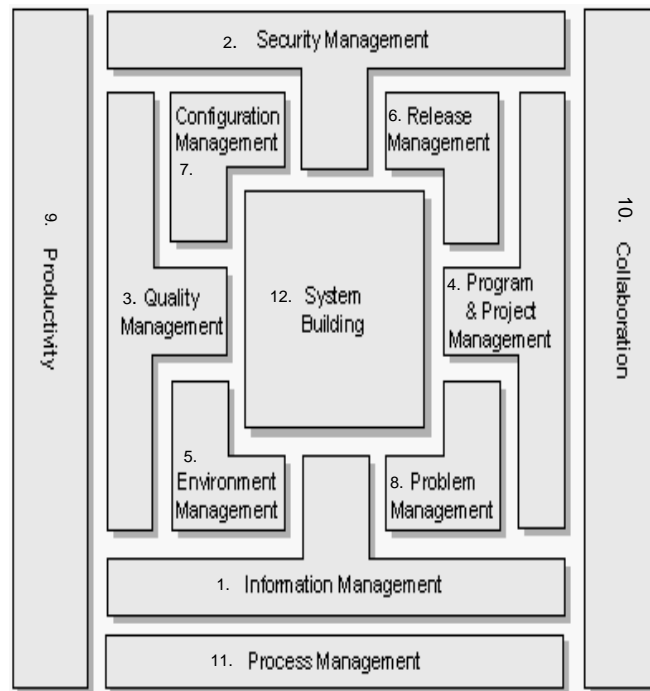 2. Security Management
Configuration
Management
7.
6. Release
Management
9. Productivity
10. Collaboration
3. Quality
Management
12. System
Building
4. Program
& Project
Management
5.
Environment
Management
8. Problem
Management
1. Information Management
11. Process Management